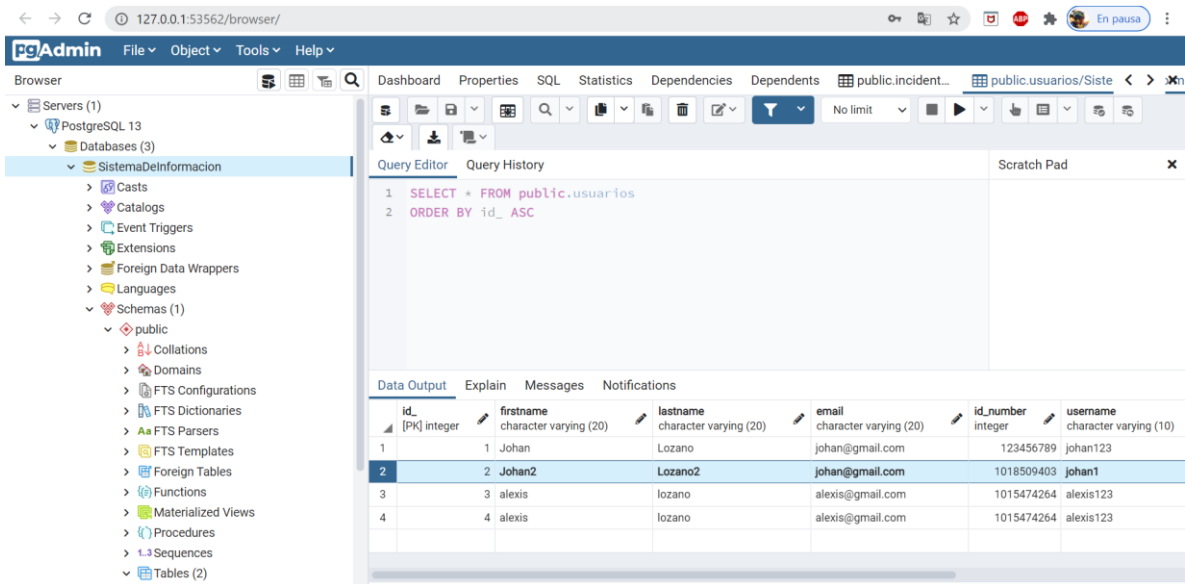 127.0.0.1:53562/browser/
ABP
En pausa
pgAdmin File Object Tools Help
Browser
Dashboard Properties SQL Statistics Dependencies Dependents public.incident... public.usuarios/Siste
No limit
Servers (1)
PostgreSQL 13
Databases (3)
SistemaDeInformacion
Casts
Catalogs
Event Triggers
Extensions
Foreign Data Wrappers
Languages
Schemas (1)
public
Collations
Domains
FTS Configurations
FTS Dictionaries
Aa FTS Parsers
FTS Templates
Foreign Tables
Functions
Materialized Views
Procedures
1..3 Sequences
Tables (2)
Query Editor Query History
Scratch Pad
1 SELECT * FROM public.usuarios
2 ORDER BY id_ ASC
Data Output Explain Messages Notifications
id_ firstname lastname email id_number username
[PK] integer character varying (20) character varying (20) character varying (20) integer character varying (10)
1 1 Johan Lozano johan@gmail.com 123456789 johan123
2 2 Johan2 Lozano2 johan@gmail.com 1018509403 johan1
3 3 alexis lozano alexis@gmail.com 1015474264 alexis123
4 4 alexis lozano alexis@gmail.com 1015474264 alexis123